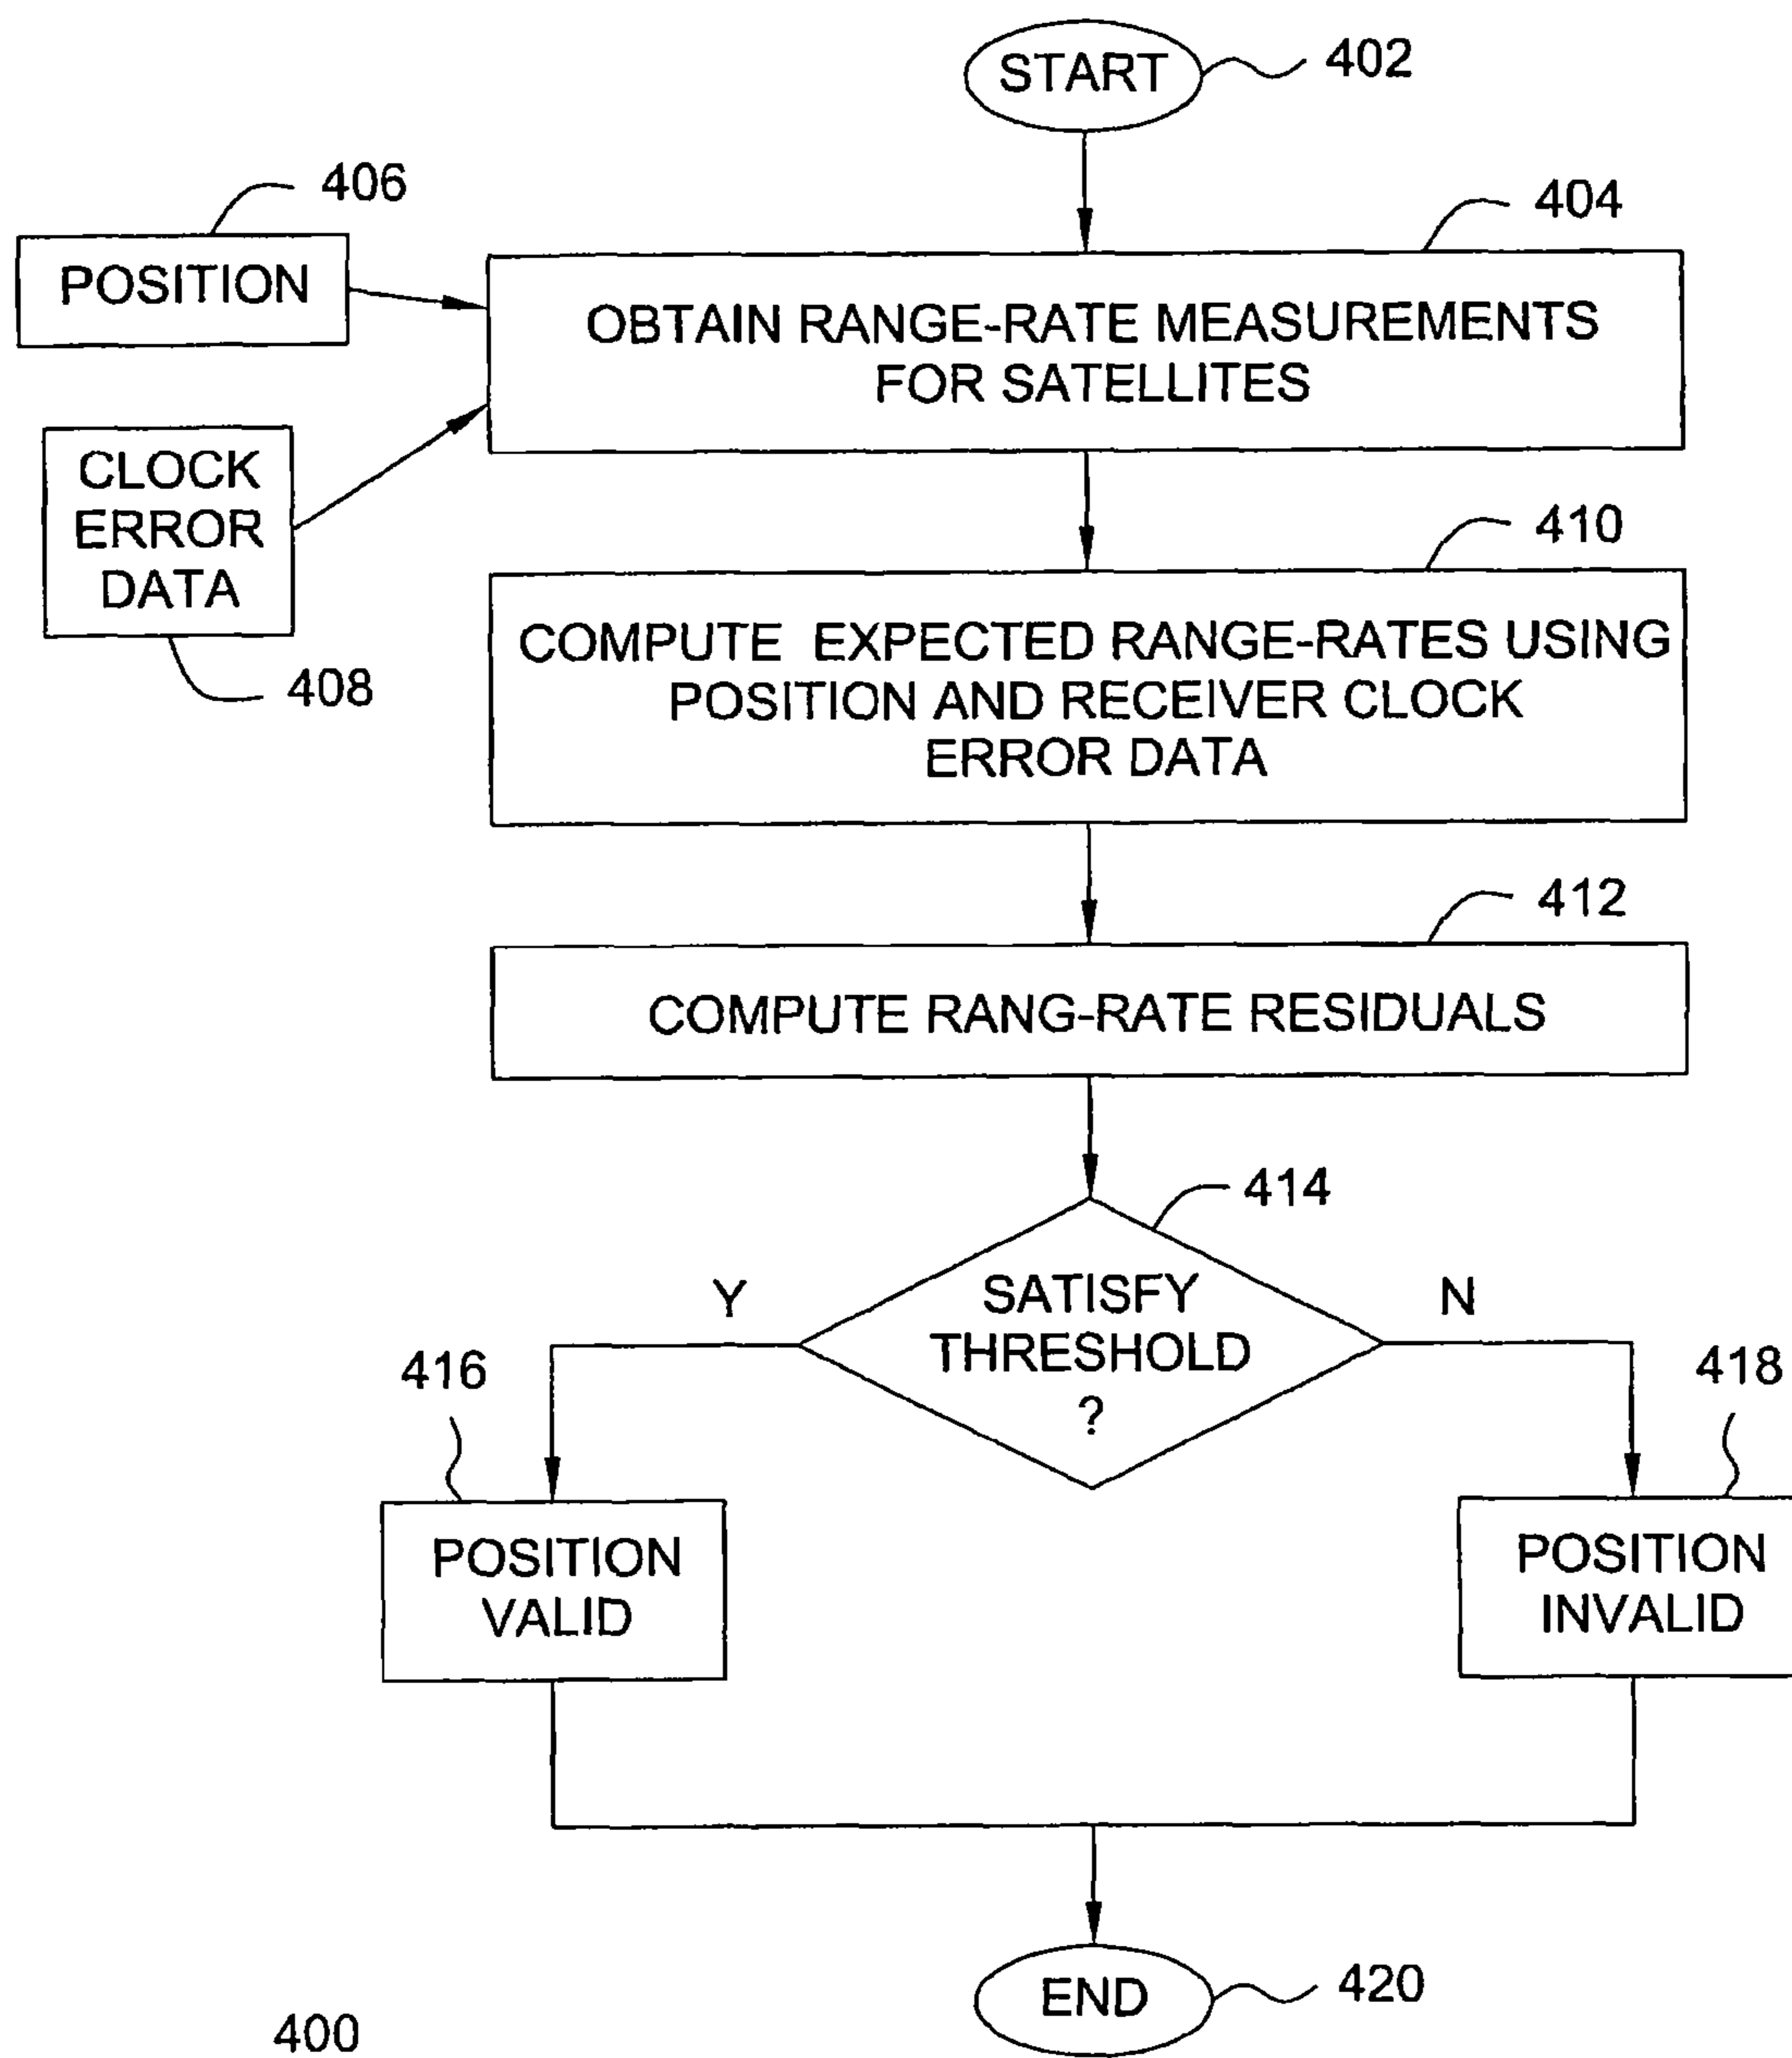 START
402
406
404
POSITION
OBTAIN RANGE-RATE MEASUREMENTS
FOR SATELLITES
CLOCK
ERROR
DATA
408
410
COMPUTE EXPECTED RANGE-RATES USING
POSITION AND RECEIVER CLOCK
ERROR DATA
412
COMPUTE RANG-RATE RESIDUALS
414
SATISFY
THRESHOLD
?
Y
N
416
418
POSITION
VALID
POSITION
INVALID
END
420
400